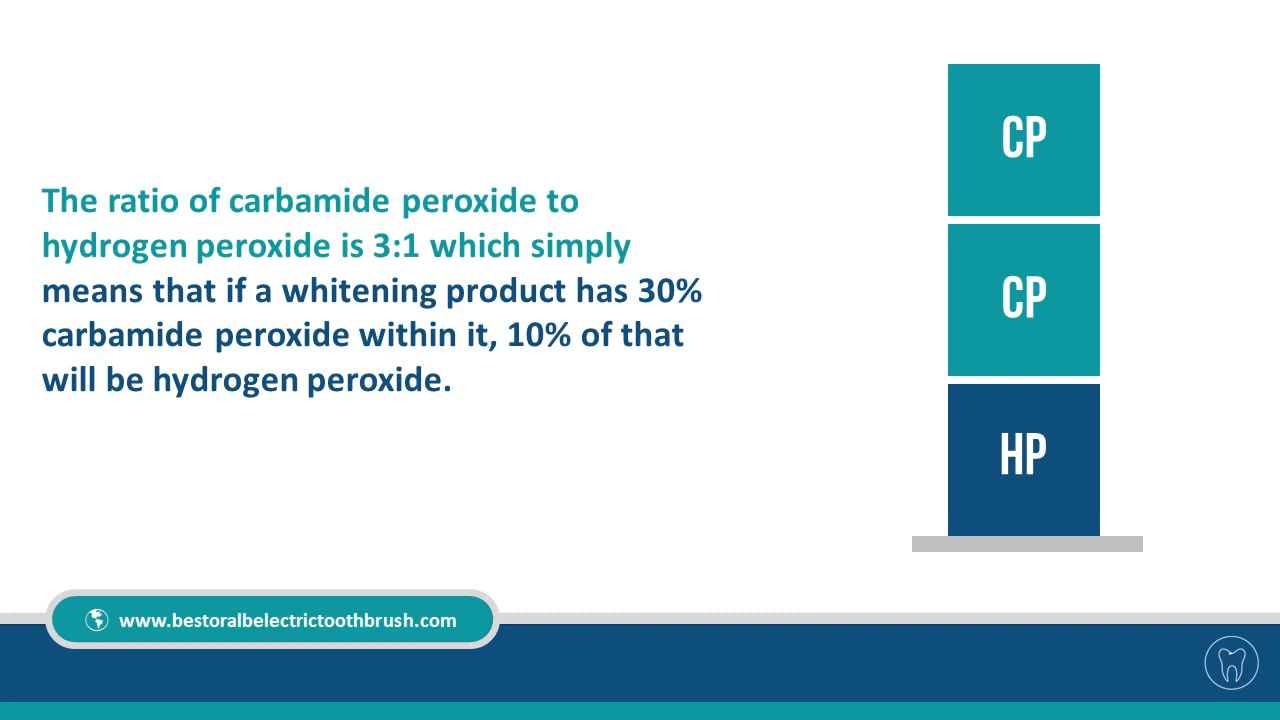 The ratio of carbamide peroxide to
hydrogen peroxide is 3:1 which simply
means that if a whitening product has 30%
carbamide peroxide within it, 10% of that
will be hydrogen peroxide.
CP
CP
HP
www.bestoralbelectrictoothbrush.com